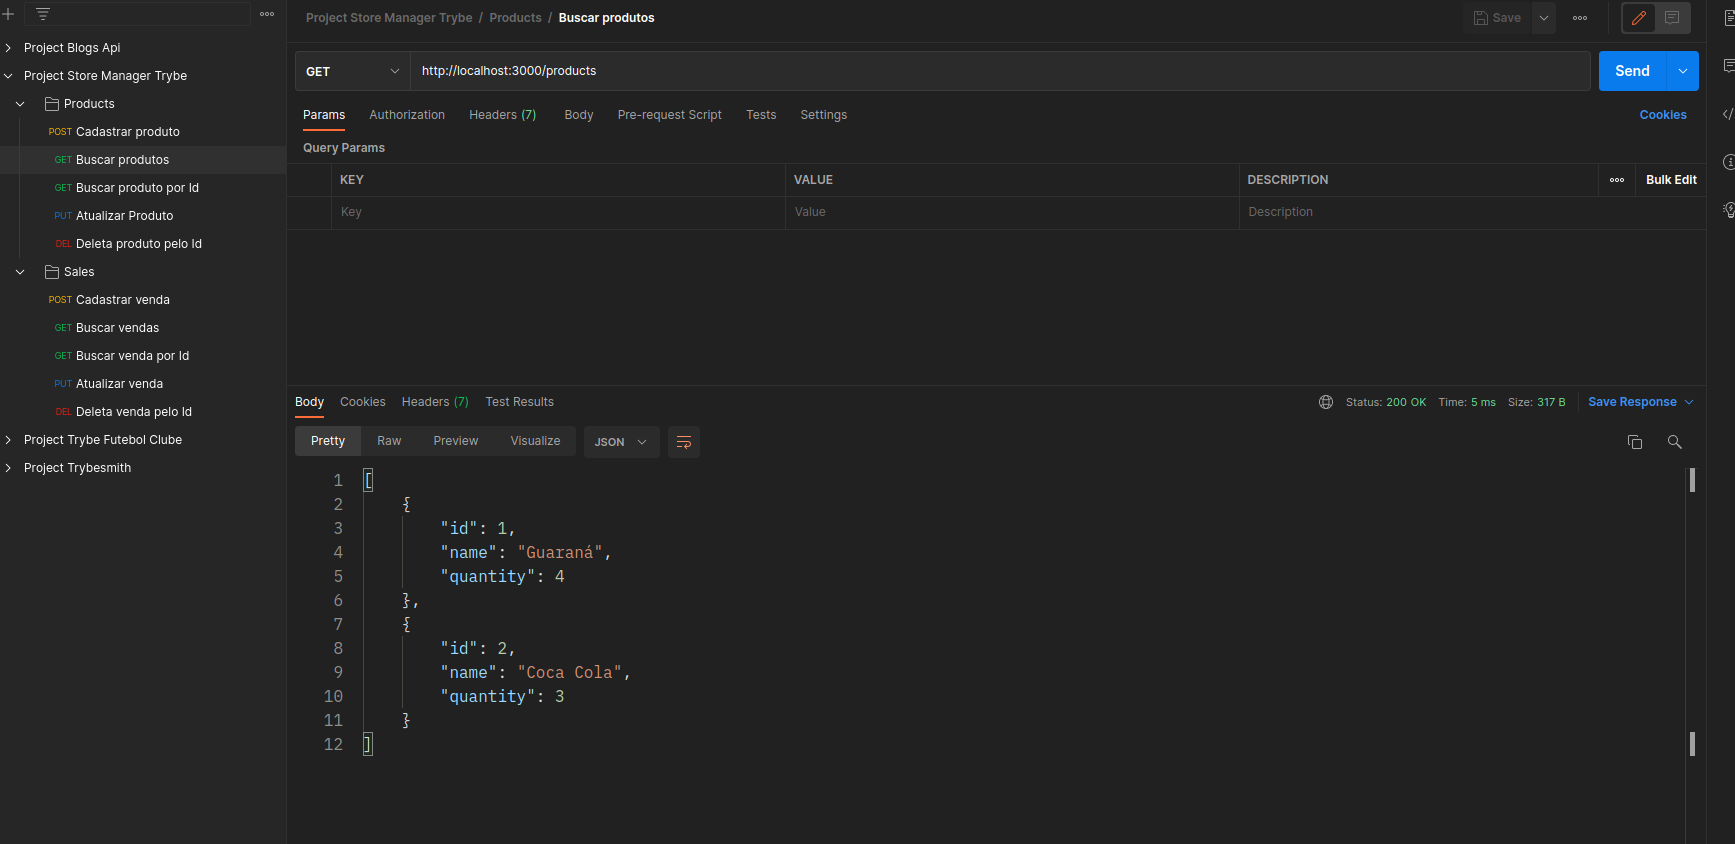 Project Store Manager Trybe / Products / Buscar produtos
Save
Project Blogs Api
Project Store Manager Trybe
Products
POST Cadastrar produto
GET Buscar produtos
GET Buscar produto por Id
PUT Atualizar Produto
DEL Deleta produto pelo Id
Sales
POST Cadastrar venda
GET Buscar vendas
GET Buscar venda por Id
PUT Atualizar venda
DEL Deleta venda pelo Id
Project Trybe Futebol Clube
Project Trybesmith
GET http://localhost:3000/products Send
Params Authorization Headers (7) Body Pre-request Script Tests Settings Cookies
Query Params
KEY VALUE DESCRIPTION Bulk Edit
Key Value Description
Body Cookies Headers (7) Test Results Status: 200 OK Time: 5 ms Size: 317 B Save Response
Pretty Raw Preview Visualize JSON
1 [
2 {
3 "id": 1,
4 "name": "Guaraná",
5 "quantity": 4
6 },
7 {
8 "id": 2,
9 "name": "Coca Cola",
10 "quantity": 3
11 }
12 ]